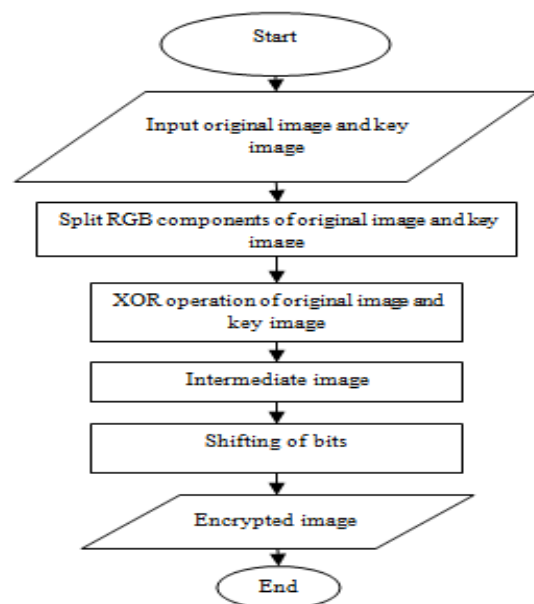 Start
Input original image and key
image
Split RGB components of original image and key
image
XOR operation of original image and
key image
Intermediate image
Shifting of bits
Encrypted image
End